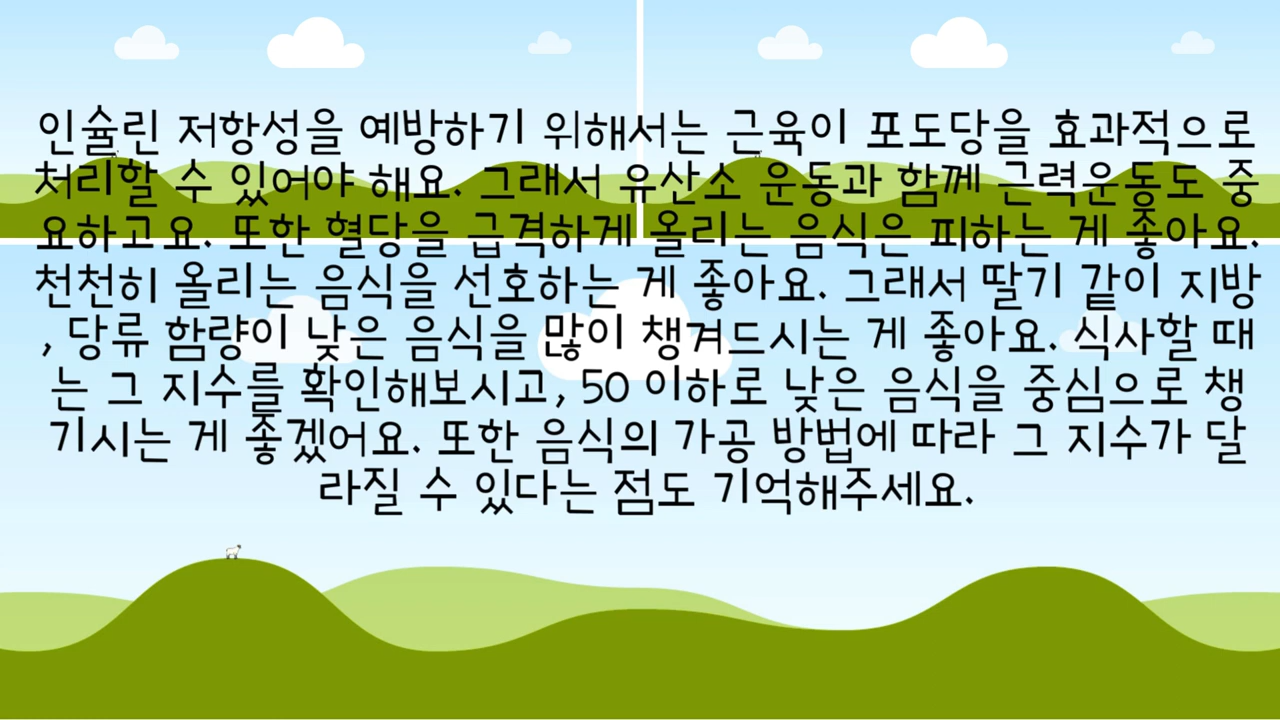 인슐린 저항성을 예방하기 위해서는 근육이 포도당을 효과적으로
처리할 수 있어야 해요. 그래서 유산소 운동과 함께 근력운동도 중
요하고요. 또한 혈당을 급격하게 올리는 음식은 피하는 게 좋아요.
천천히 올리는 음식을 선호하는 게 좋아요. 그래서 딸기 같이 지방
, 당류 함량이 낮은 음식을 많이 챙겨드시는 게 좋아요. 식사할 때
는 그 지수를 확인해보시고, 50 이하로 낮은 음식을 중심으로 챙
기시는 게 좋겠어요. 또한 음식의 가공 방법에 따라 그 지수가 달
라질 수 있다는 점도 기억해주세요.